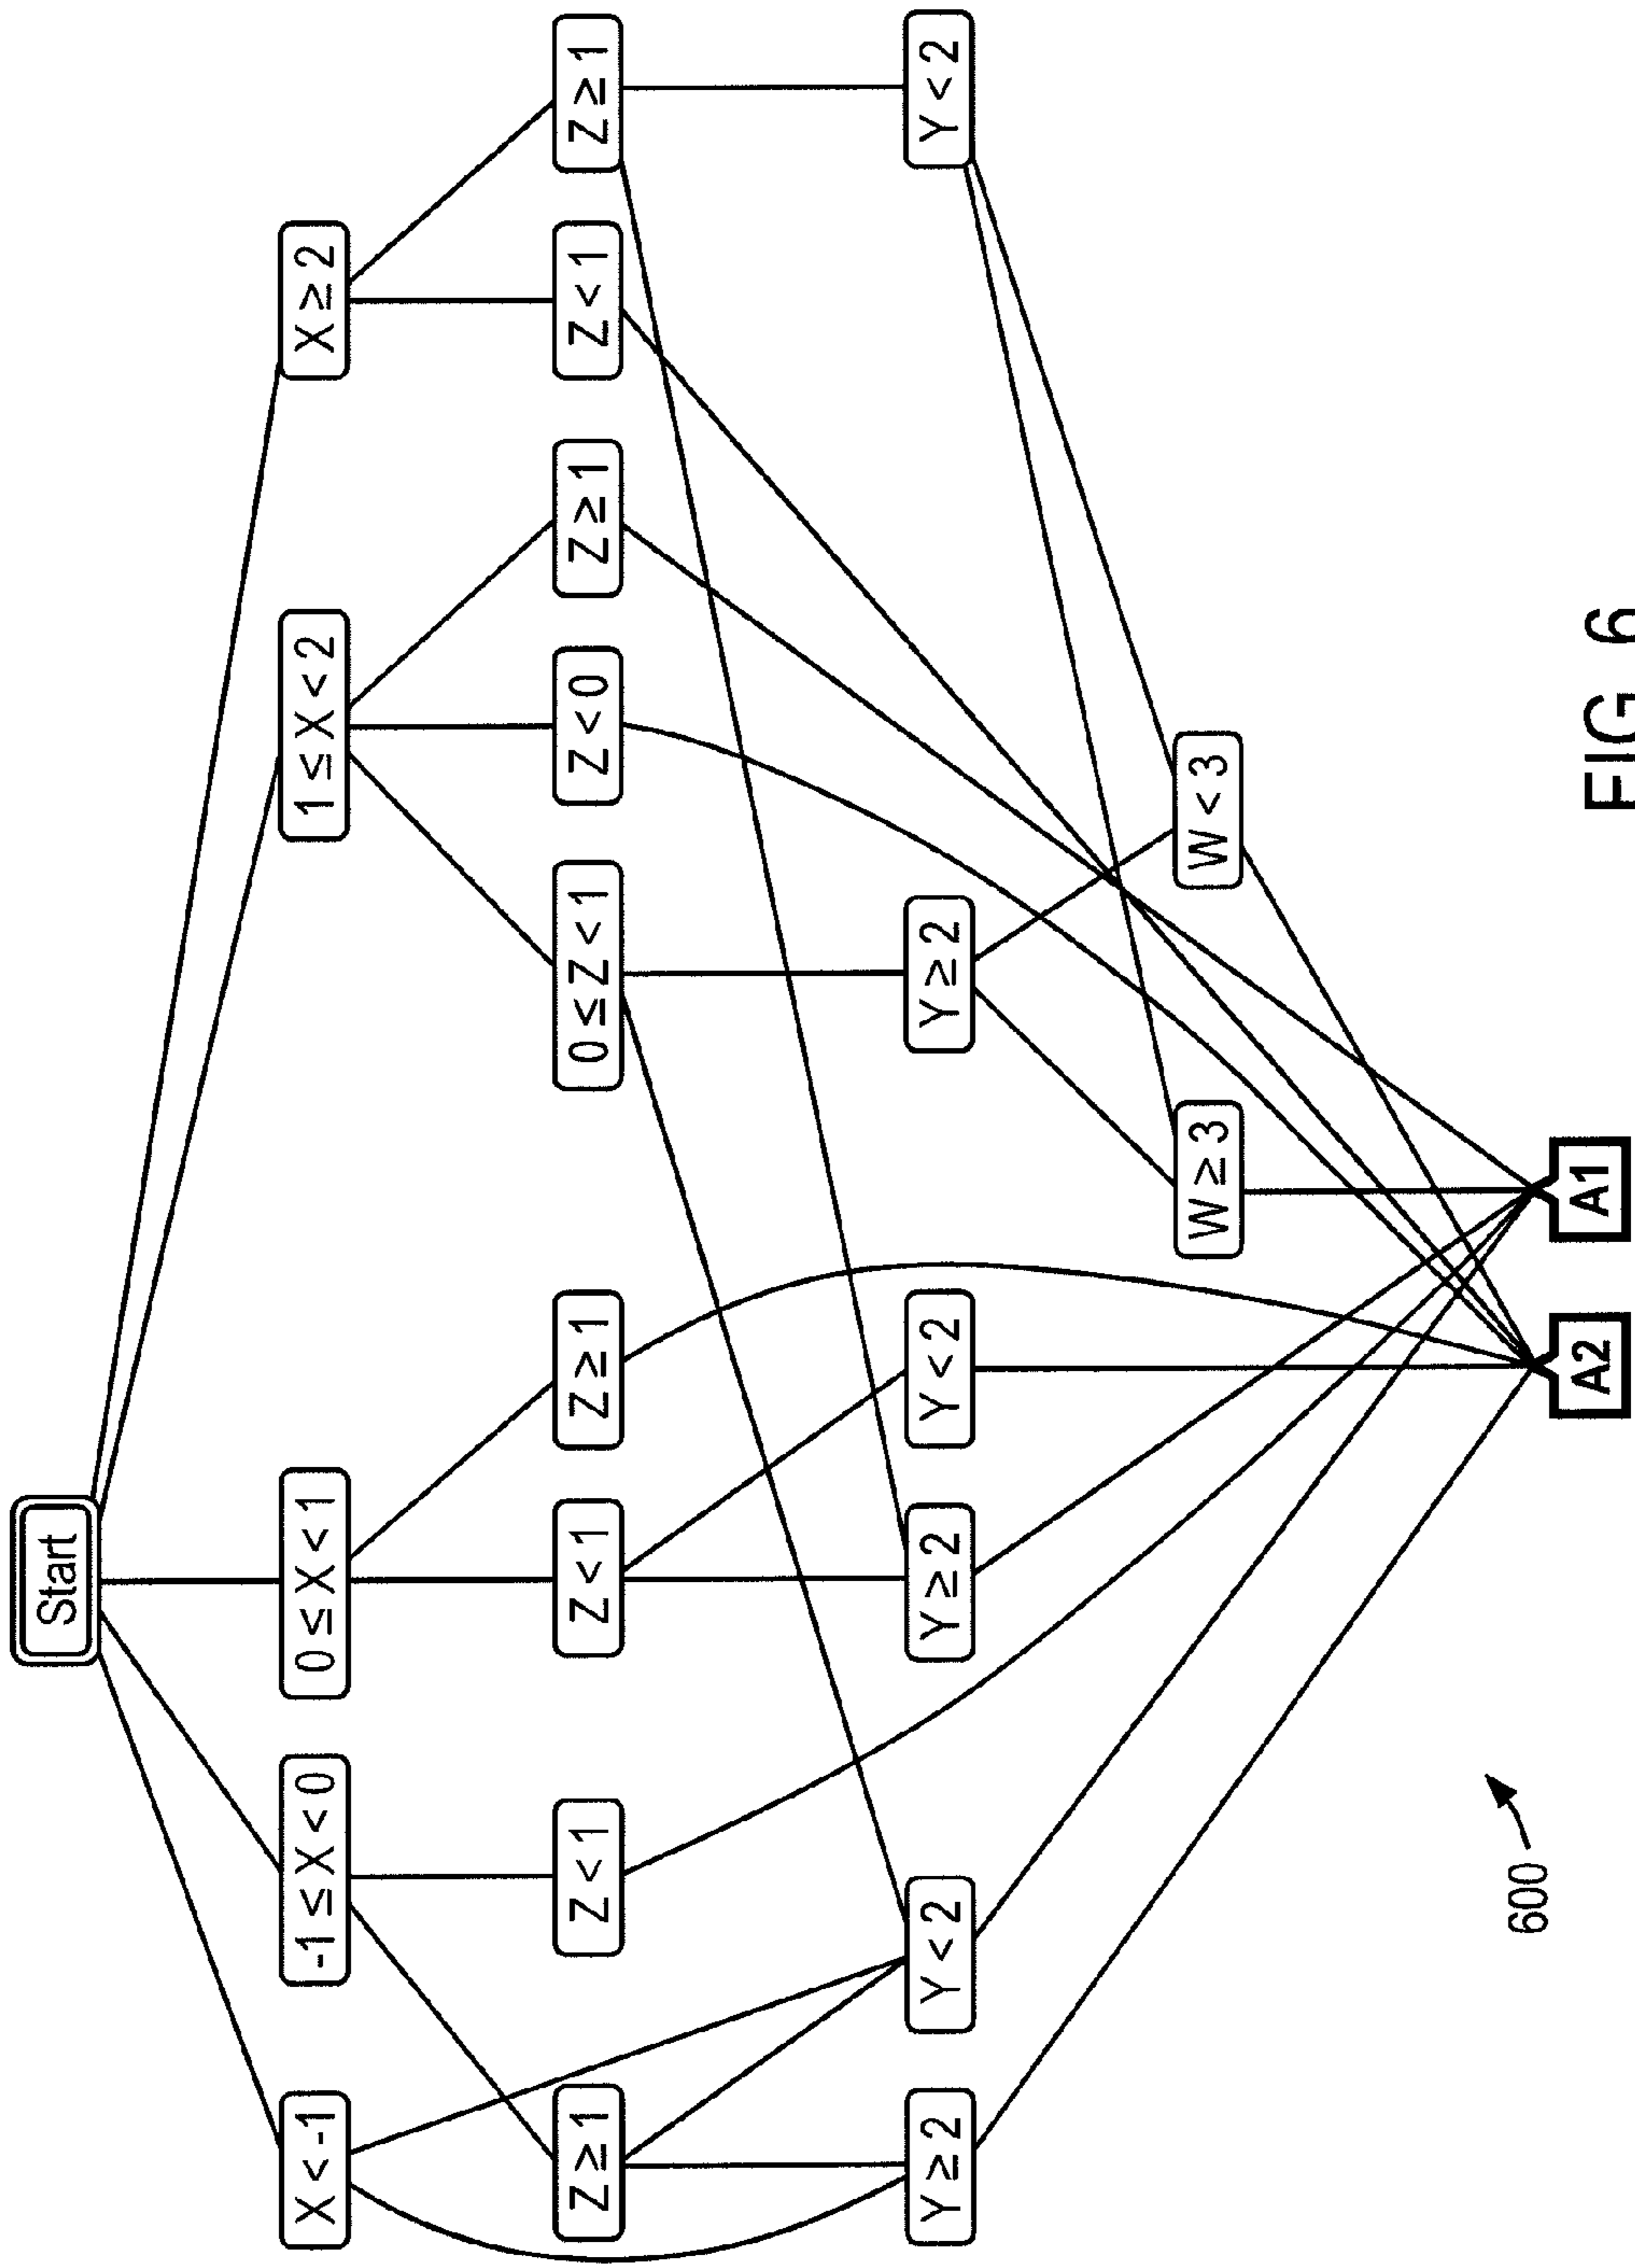 Start
X < -1
-1 ≤ X < 0
0 ≤ X < 1
1 ≤ X < 2
X ≥ 2
Z ≥ 1
Z < 1
Z < 1
Z ≥ 1
0 ≤ Z < 1
Z < 0
Z ≥ 1
Z < 1
Z ≥ 1
Y ≥ 2
Y < 2
Y ≥ 2
Y < 2
Y ≥ 2
Y < 2
W ≥ 3
W < 3
A2
A1
600
FIG. 6